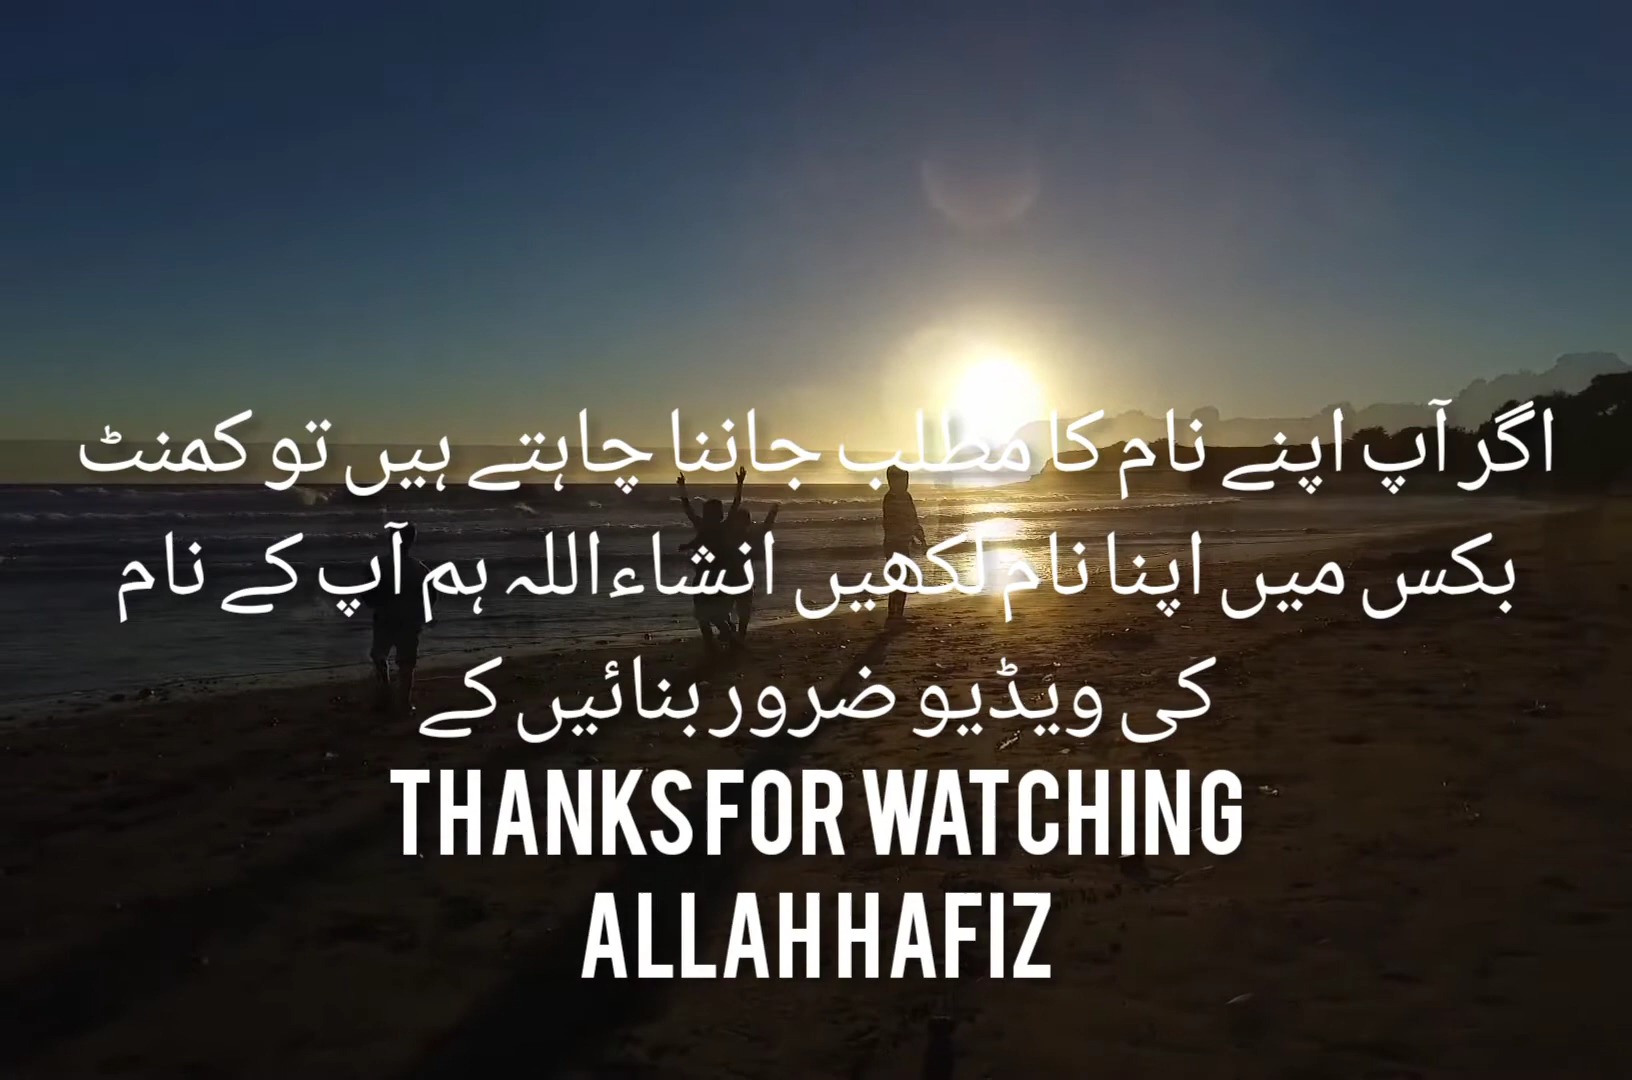 اگر آپ اپنے نام کا مطلب جاننا چاہتے ہیں تو کمنٹ
بکس میں اپنا نام لکھیں انشاءاللہ ہم آپ کے نام
کی ویڈیو ضرور بنائیں کے
THANKS FOR WATCHING
ALLAH HAFIZ